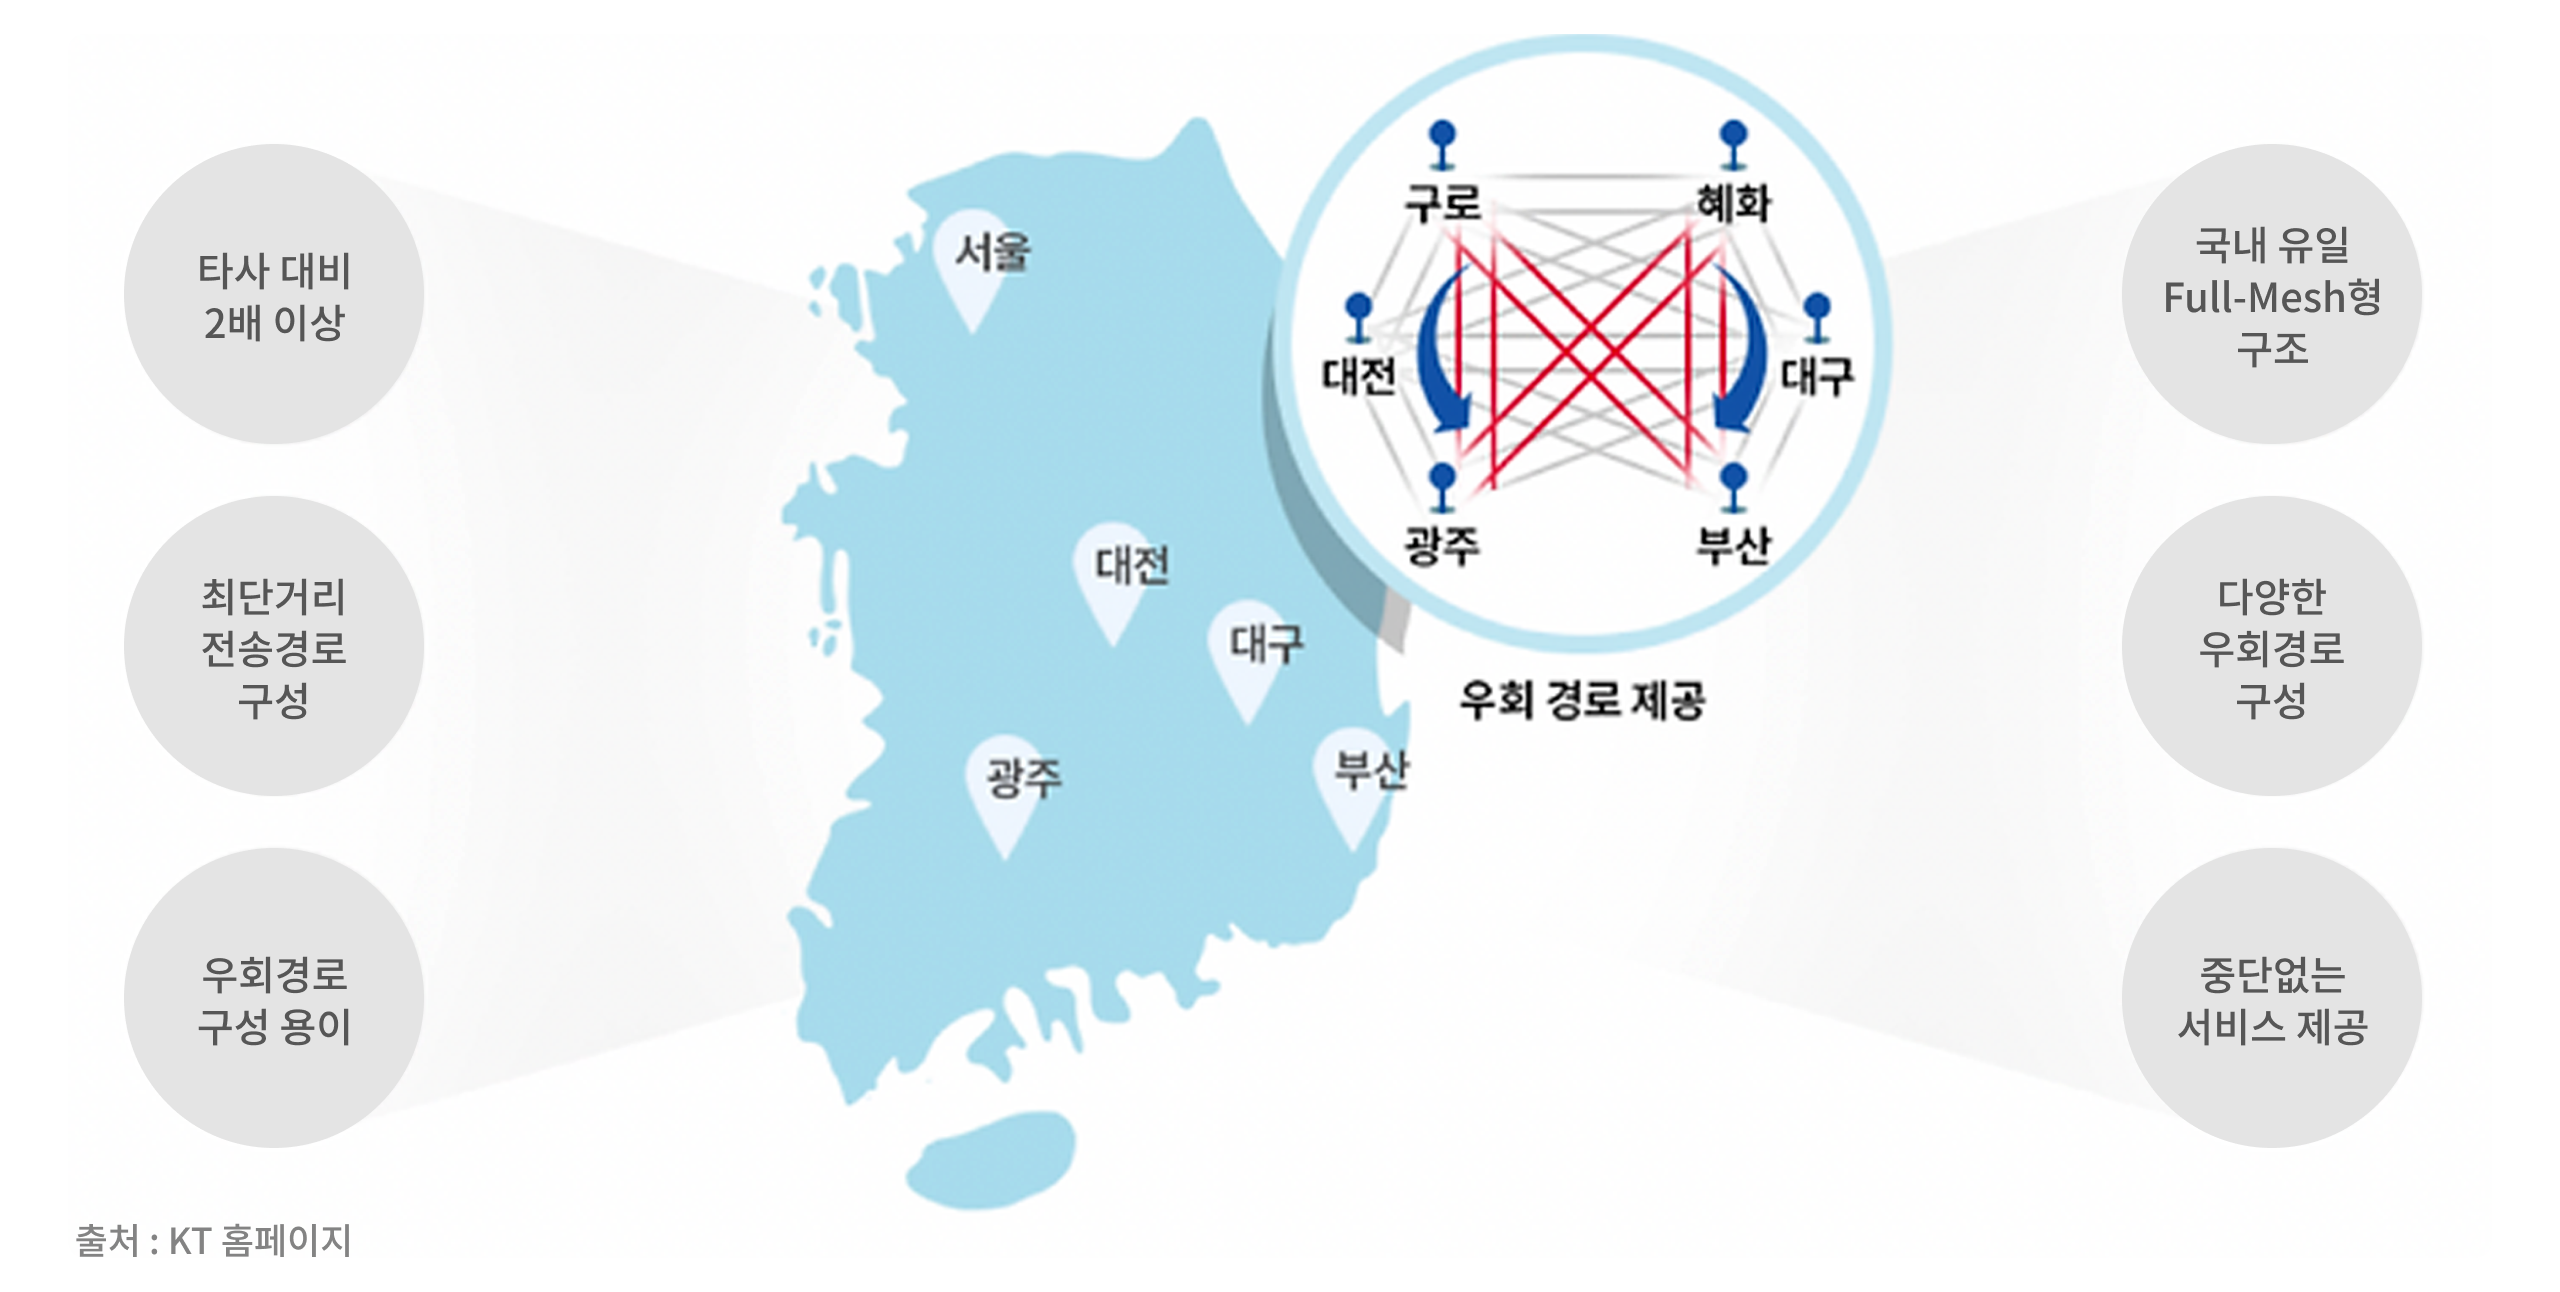 타사 대비
2배 이상
최단거리
전송경로
구성
우회경로
구성 용이
서울
대전
대구
광주
부산
구로
혜화
대전
대구
광주
부산
우회 경로 제공
국내 유일
Full-Mesh형
구조
다양한
우회경로
구성
중단없는
서비스 제공
출처 : KT 홈페이지